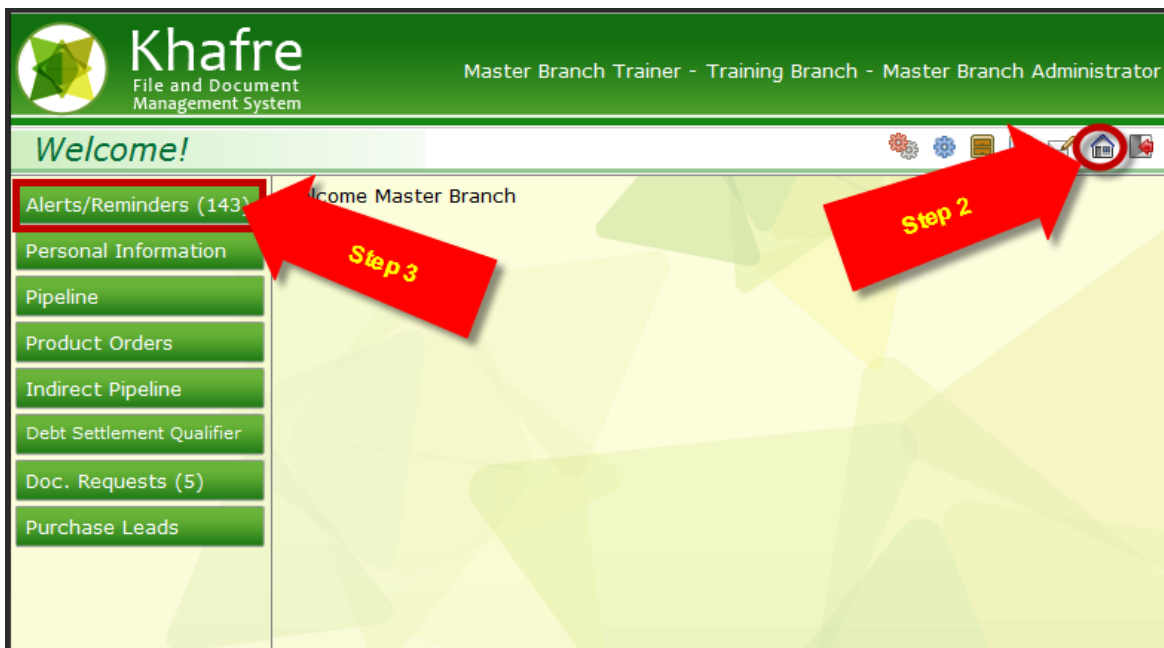 Khafre
File and Document
Management System
Master Branch Trainer - Training Branch - Master Branch Administrator
Welcome!
Alerts/Reminders (143)
Master Branch
Step 2
Step 3
Personal Information
Pipeline
Product Orders
Indirect Pipeline
Debt Settlement Qualifier
Doc. Requests (5)
Purchase Leads